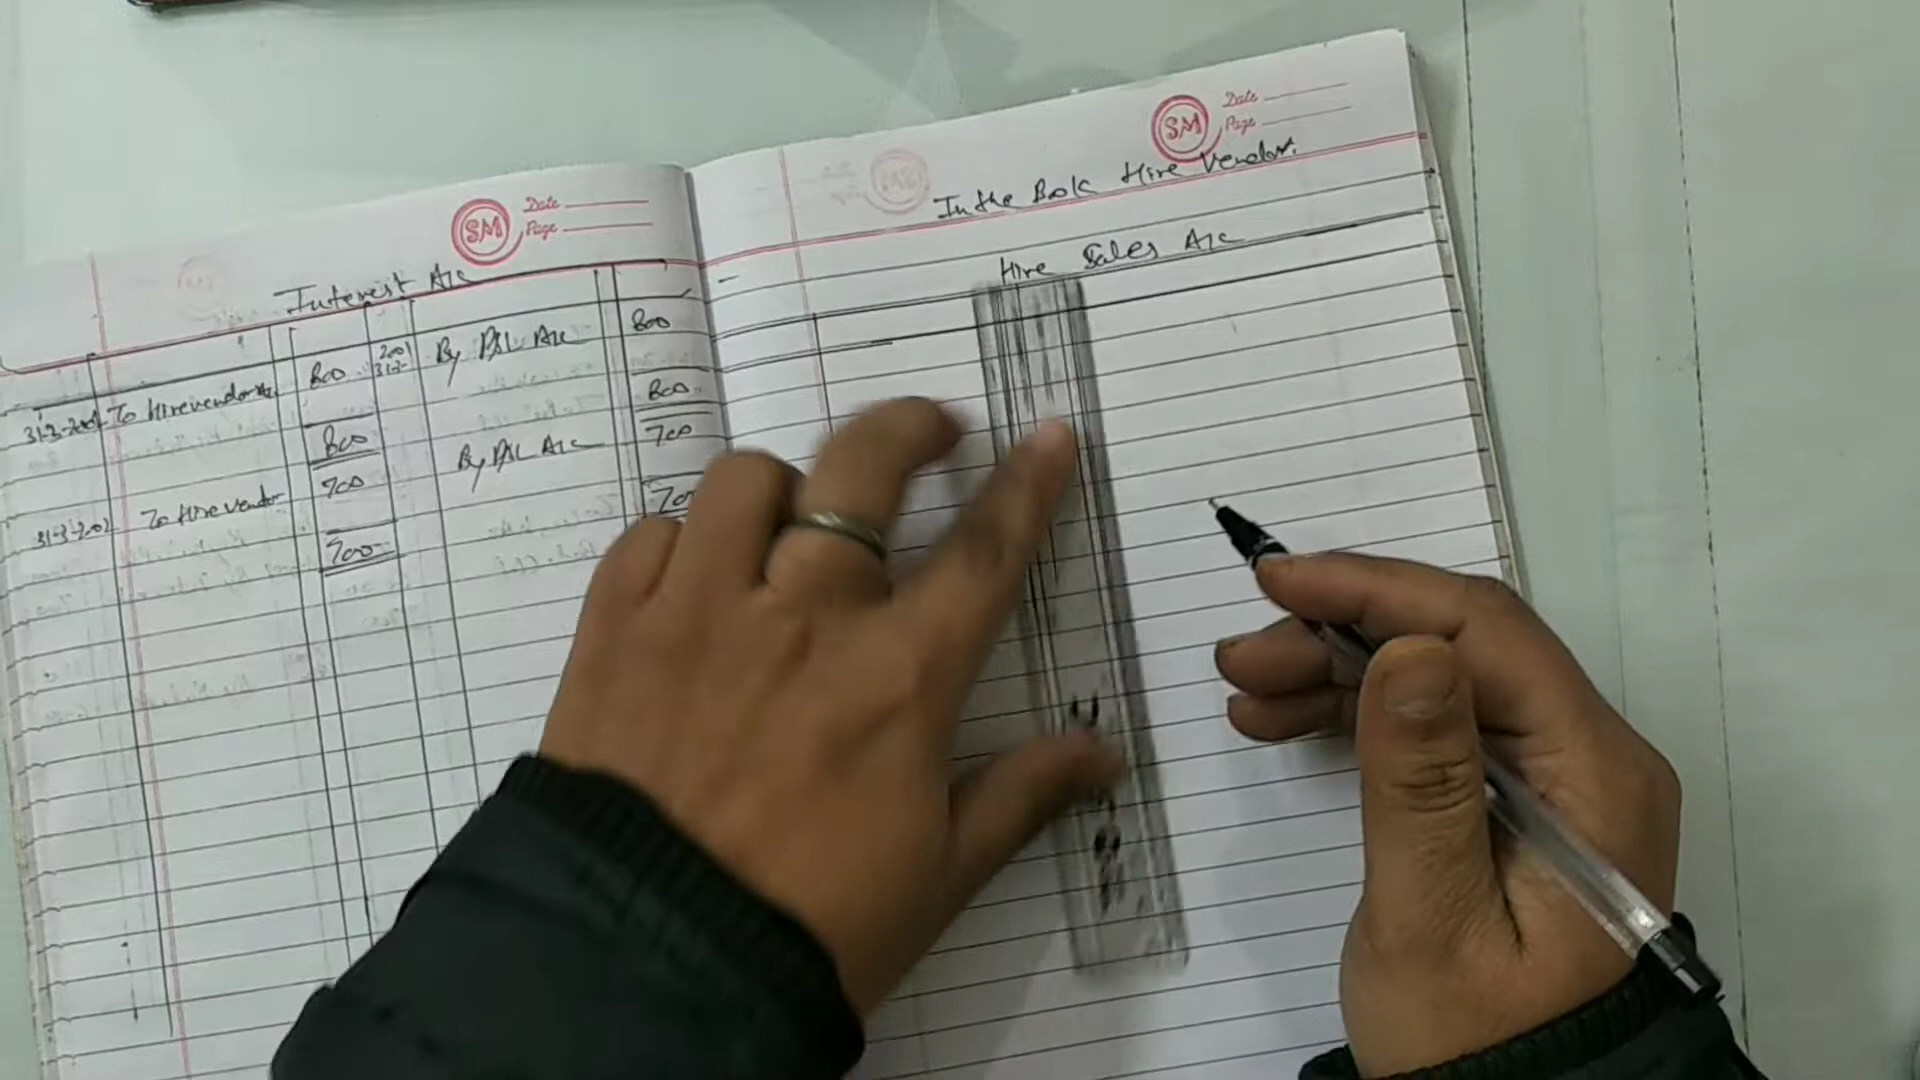 SM
Date
Page
Interest A/c
31-3-2001 To Hire vendor A/c 800 2001 31-3- By P&L A/c 800
800 800
31-3-2002 To Hire vendor 700 By P&L A/c 700
700 700
SM
Date
Page
In the Book Hire Vendor.
Hire Sales A/c